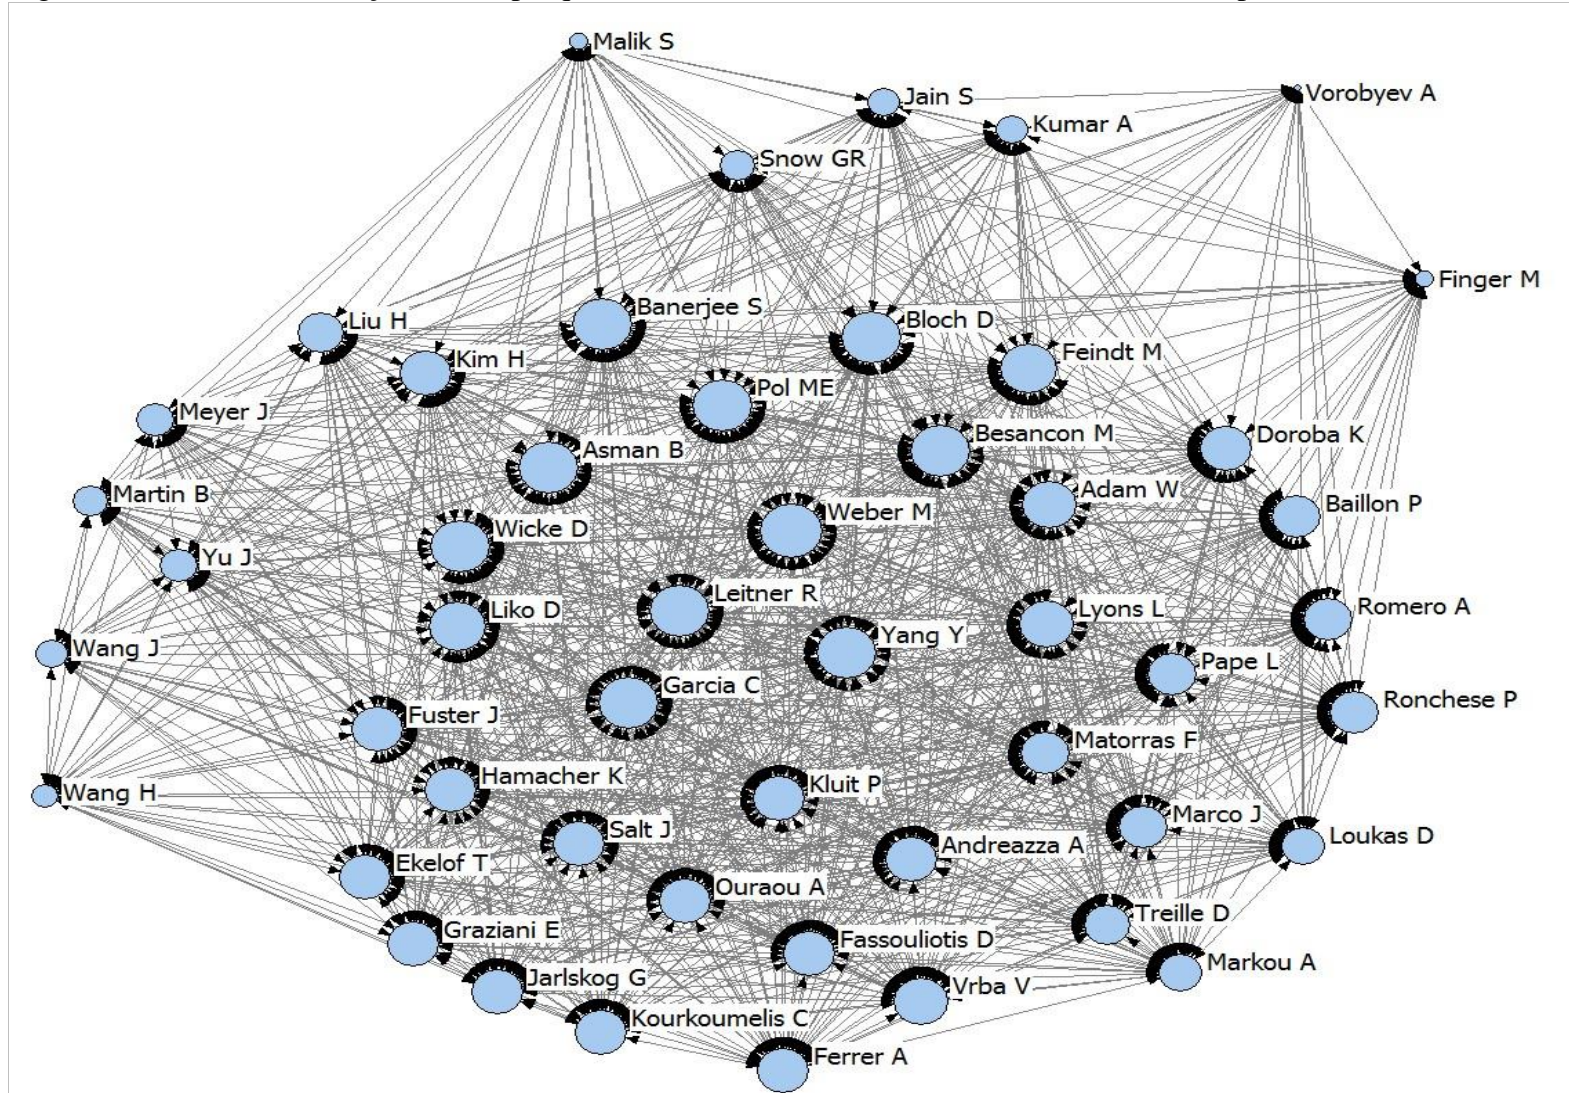 Malik S
Jain S
Vorobyev A
Kumar A
Snow GR
Finger M
Banerjee S
Liu H
Bloch D
Feindt M
Kim H
Pol ME
Meyer J
Besancon M
Doroba K
Asman B
Adam W
Martin B
Baillon P
Weber M
Wicke D
Yu J
Leitner R
Lyons L
Romero A
Liko D
Yang Y
Wang J
Pape L
Garcia C
Ronchese P
Fuster J
Matorras F
Hamacher K
Kluit P
Wang H
Marco J
Salt J
Loukas D
Andreazza A
Ekelof T
Ouraou A
Treille D
Graziani E
Fassouliotis D
Markou A
Jarlskog G
Vrba V
Kourkoumelis C
Ferrer A